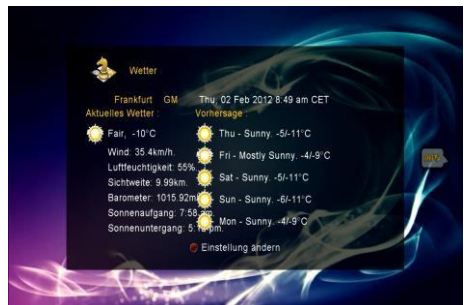 Wetter
Frankfurt GM Thu, 02 Feb 2012 8:49 am CET
Aktuelles Wetter : Vorhersage :
Fair, -10°C
Wind: 35.4km/h.
Luftfeuchtigkeit: 55%
Sichtweite: 9.99km.
Barometer: 1015.92m
Sonnenaufgang: 7:58
Sonnenuntergang: 5:
Thu - Sunny. -5/-11°C
Fri - Mostly Sunny. -4/-9°C
Sat - Sunny. -5/-11°C
Sun - Sunny. -6/-11°C
Mon - Sunny. -4/-9°C
Einstellung ändern